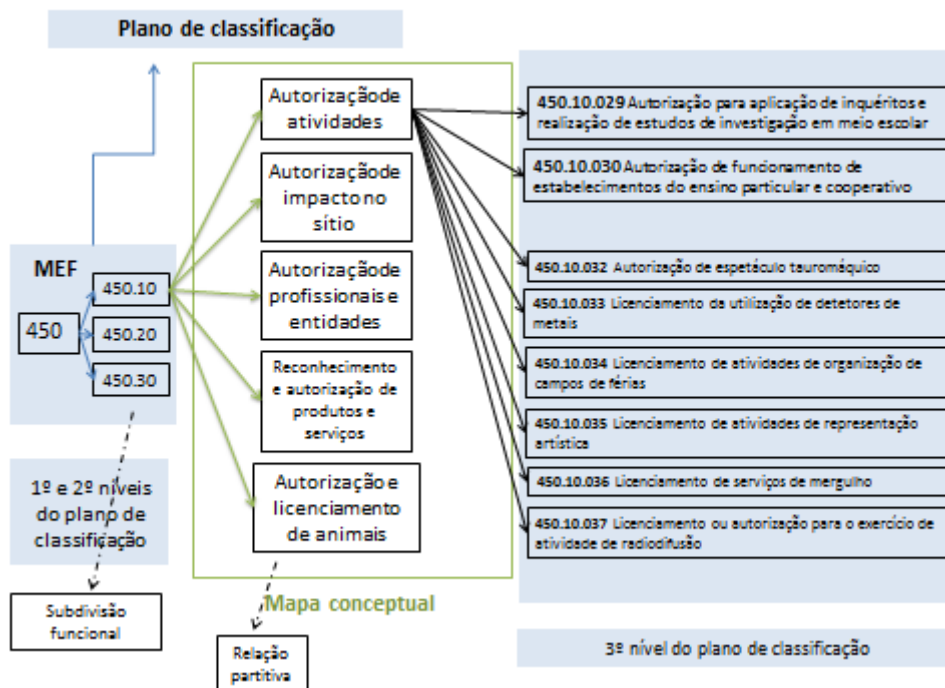 Plano de classificação
MEF
450
450.10
450.20
450.30
1º e 2º níveis
do plano de
classificação
Subdivisão
funcional
Autorizaçãode
atividades
Autorizaçãode
impacto no
sítio
Autorizaçãode
profissionais e
entidades
Reconhecimento
e autorização de
produtos e
serviços
Autorização e
licenciamento
de animais
Mapa conceptual
Relação
partitiva
450.10.029 Autorização para aplicação de inquéritos e
realização de estudos de investigação em meio escolar
450.10.030 Autorização de funcionamento de
estabelecimentos do ensino particular e cooperativo
450.10.032 Autorização de espetáculo tauromáquico
450.10.033 Licenciamento da utilização de detetores de
metais
450.10.034 Licenciamento de atividades de organização de
campos de férias
450.10.035 Licenciamento de atividades de representação
artística
450.10.036 Licenciamento de serviços de mergulho
450.10.037 Licenciamento ou autorização para o exercício de
atividade de radiodifusão
3º nível do plano de classificação